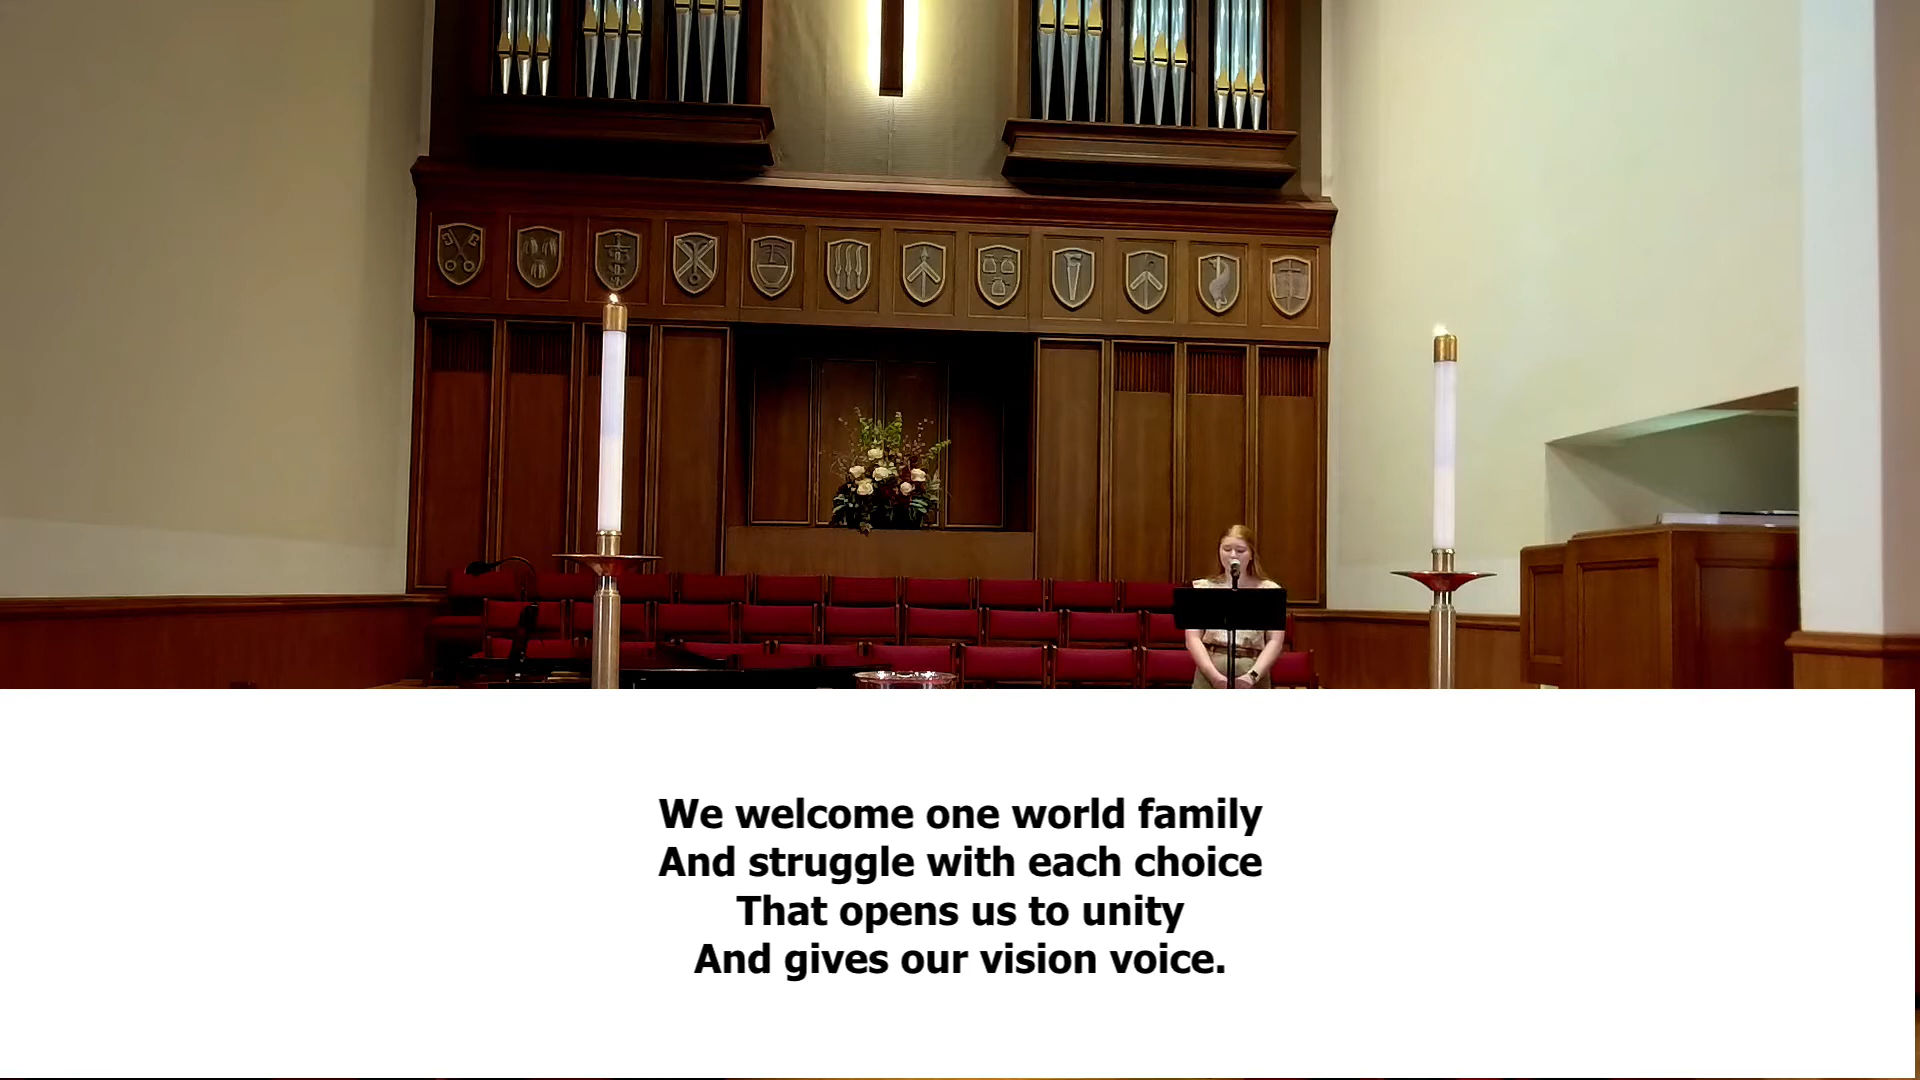 We welcome one world family
And struggle with each choice
That opens us to unity
And gives our vision voice.